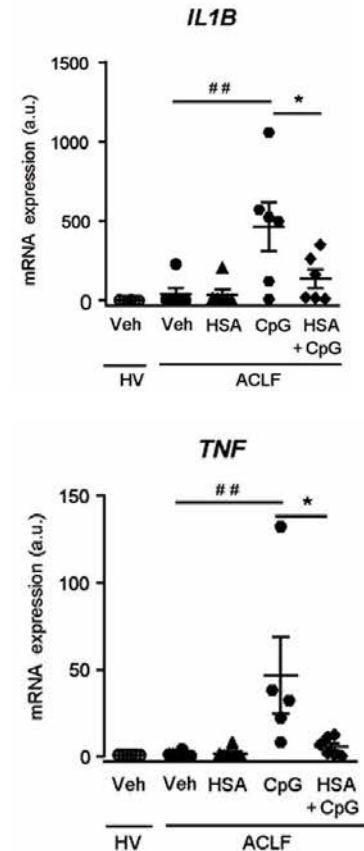 IL1B
mRNA expression (a.u.)
1500
1000
500
0
##
*
Veh Veh HSA CpG HSA
+ CpG
HV ACLF
TNF
mRNA expression (a.u.)
150
100
50
0
##
*
Veh Veh HSA CpG HSA
+ CpG
HV ACLF